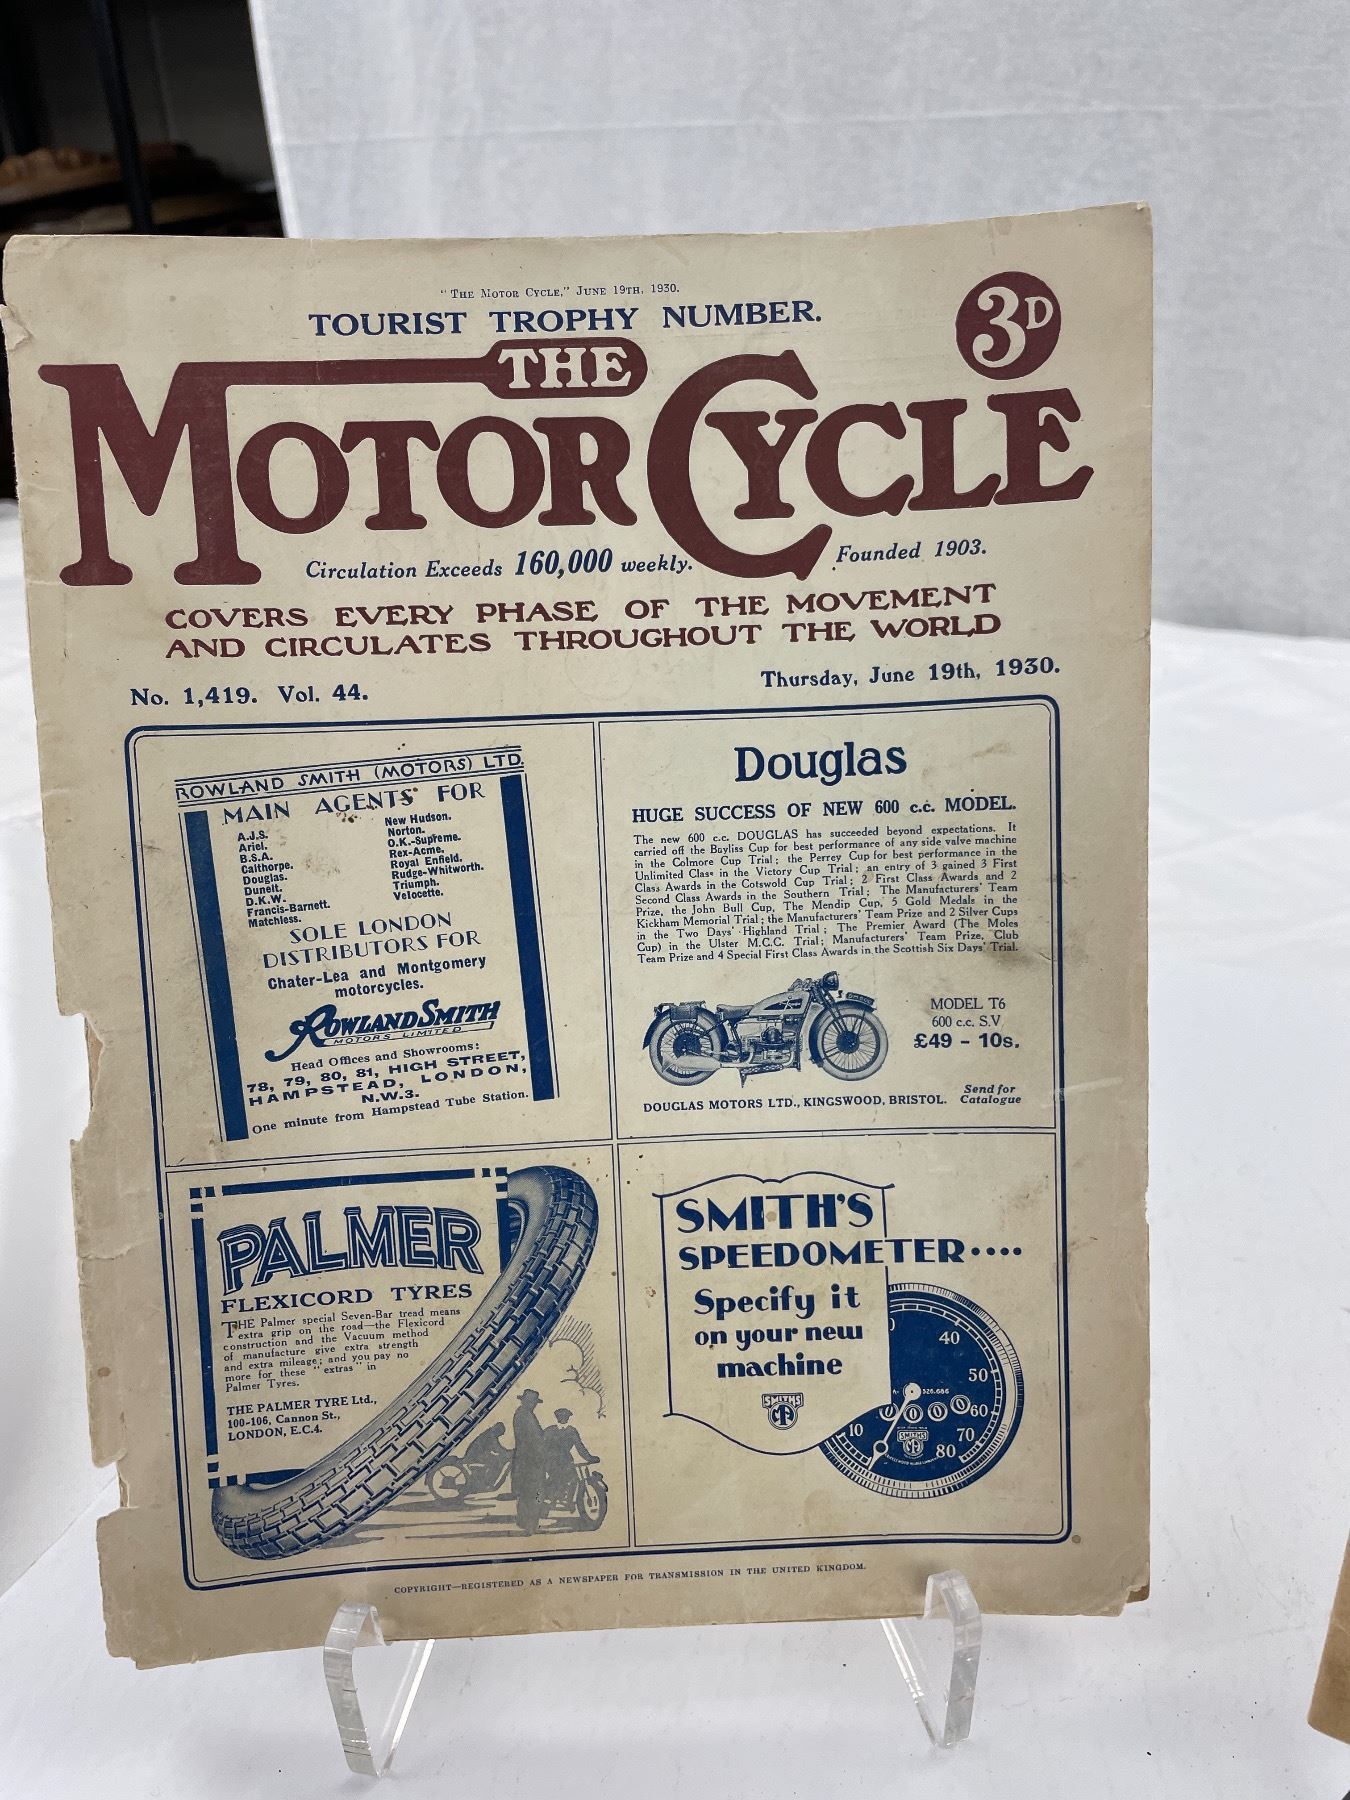 "THE MOTOR CYCLE," JUNE 19TH, 1930.
TOURIST TROPHY NUMBER.
3D
THE
MOTOR CYCLE
Circulation Exceeds 160,000 weekly.
Founded 1903.
COVERS EVERY PHASE OF THE MOVEMENT
AND CIRCULATES THROUGHOUT THE WORLD
No. 1,419. Vol. 44.
Thursday, June 19th, 1930.
ROWLAND SMITH (MOTORS) LTD.
MAIN AGENTS FOR
A.J.S.
Ariel.
B.S.A.
Calthorpe.
Douglas.
Dunelt.
D.K.W.
Francis-Barnett.
Matchless.
New Hudson.
Norton.
O.K.-Supreme.
Rex-Acme.
Royal Enfield.
Rudge-Whitworth.
Triumph.
Velocette.
SOLE LONDON
DISTRIBUTORS FOR
Chater-Lea and Montgomery
motorcycles.
ROWLAND SMITH
MOTORS LIMITED
Head Offices and Showrooms:
78, 79, 80, 81, HIGH STREET,
HAMPSTEAD, LONDON,
N.W.3.
One minute from Hampstead Tube Station.
Douglas
HUGE SUCCESS OF NEW 600 c.c. MODEL.
The new 600 c.c. DOUGLAS has succeeded beyond expectations. It
carried off the Bayliss Cup for best performance of any side valve machine
in the Colmore Cup Trial; the Perrey Cup for best performance in the
Unlimited Class in the Victory Cup Trial; an entry of 3 gained 3 First
Class Awards in the Cotswold Cup Trial; 2 First Class Awards and 2
Second Class Awards in the Southern Trial; The Manufacturers' Team
Prize, the John Bull Cup, The Mendip Cup, 5 Gold Medals in the
Kickham Memorial Trial; the Manufacturers' Team Prize and 2 Silver Cups
in the Two Days' Highland Trial; The Premier Award (The Moles
Cup) in the Ulster M.C.C. Trial; Manufacturers' Team Prize, Club
Team Prize and 4 Special First Class Awards in the Scottish Six Days' Trial.
MODEL T6
600 c.c. S.V
£49 - 10s.
Send for
Catalogue
DOUGLAS MOTORS LTD., KINGSWOOD, BRISTOL.
PALMER
FLEXICORD TYRES
THE Palmer special Seven-Bar tread means
extra grip on the road—the Flexicord
construction and the Vacuum method
of manufacture give extra strength
and extra mileage; and you pay no
more for these "extras" in
Palmer Tyres.
THE PALMER TYRE Ltd.,
100-106, Cannon St.,
LONDON, E.C.4.
SMITH'S
SPEEDOMETER....
Specify it
on your new
machine
SMITHS
MA
0
10
40
50
60
70
80
0 0 0 0
SMITHS
MA
COPYRIGHT—REGISTERED AS A NEWSPAPER FOR TRANSMISSION IN THE UNITED KINGDOM.